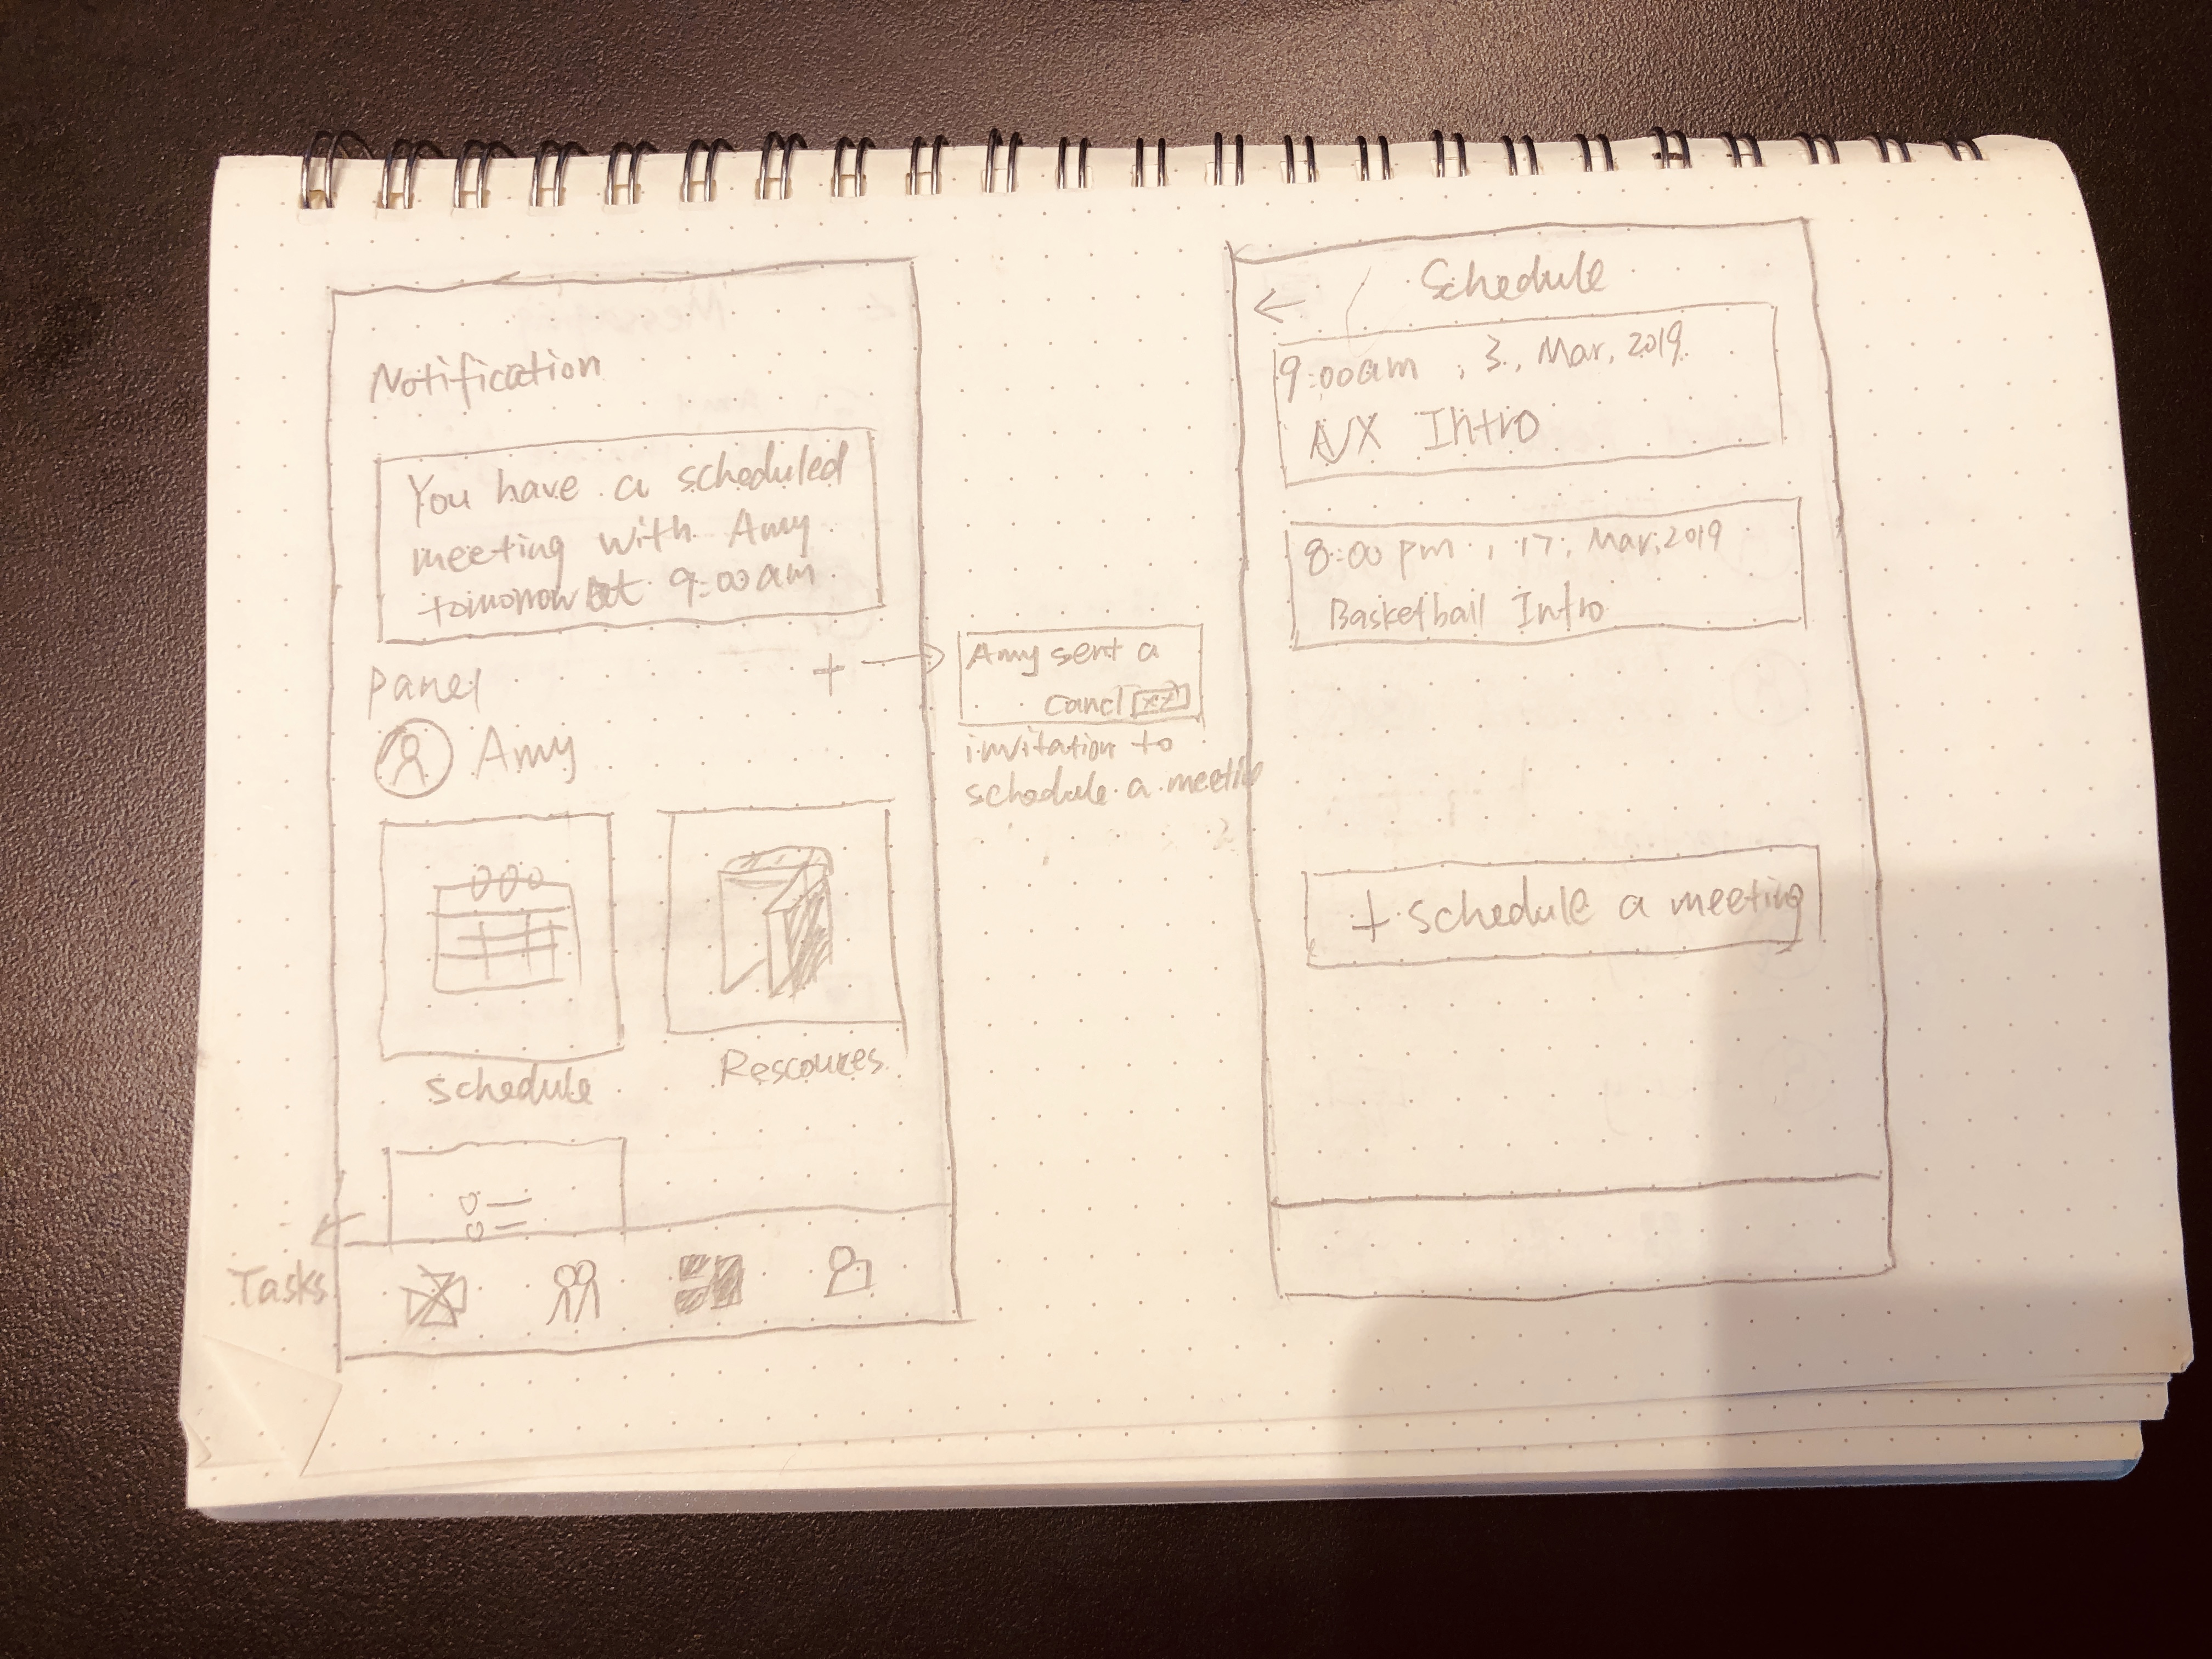 Notification
You have a scheduled
meeting with Amy
tomorrow at 9:00am
Panel +
Amy
Schedule
Rescources
Tasks
Amy sent a
cancl
invitation to
schedule a meetin
Schedule
9:00am , 3, Mar, 2019
Intro
8:00 pm , 17, Mar, 2019
Basketball Intro
+ schedule a meeting